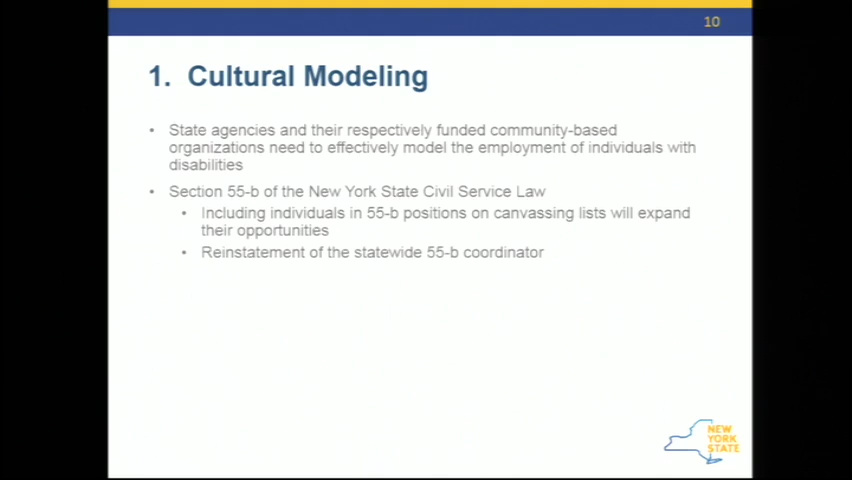 10
1. Cultural Modeling
• State agencies and their respectively funded community-based
organizations need to effectively model the employment of individuals with
disabilities
• Section 55-b of the New York State Civil Service Law
• Including individuals in 55-b positions on canvassing lists will expand
their opportunities
• Reinstatement of the statewide 55-b coordinator
NEW
YORK
STATE